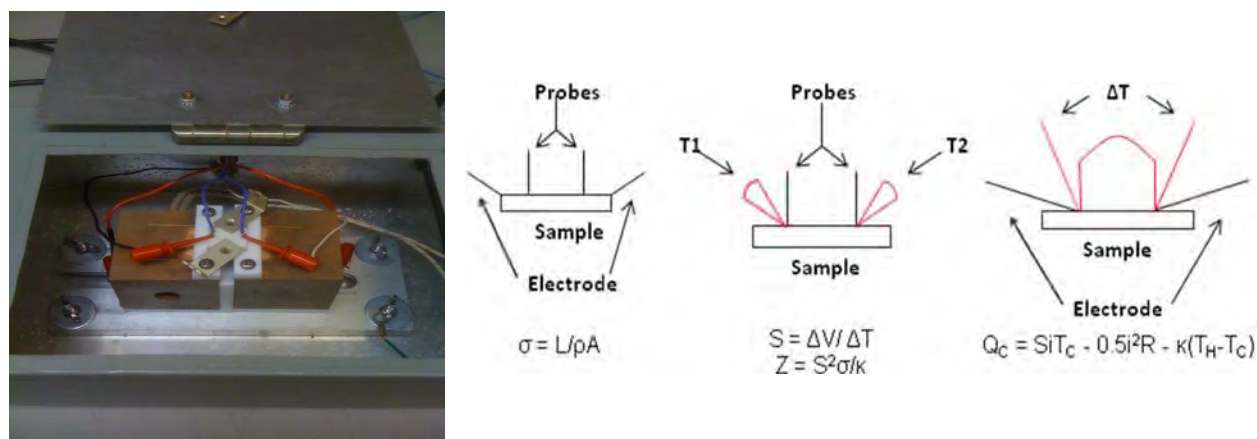 Probes
Sample
Electrode
σ = L/ρA
Probes
T1
T2
Sample
S = ΔV/ ΔT
Z = S²σ/κ
ΔT
Sample
Electrode
Q_C = SiT_C - 0.5i²R - κ(T_H-T_C)